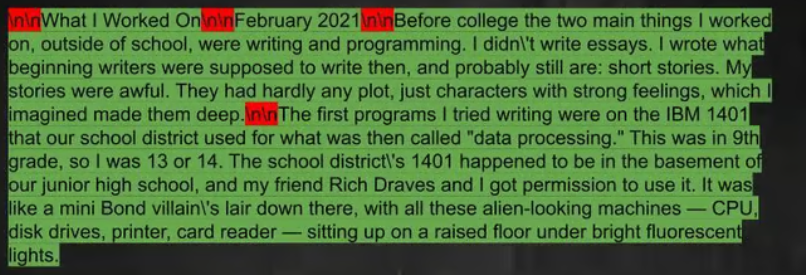 \n\nWhat I Worked On\n\nFebruary 2021\n\nBefore college the two main things I worked
on, outside of school, were writing and programming. I didn\'t write essays. I wrote what
beginning writers were supposed to write then, and probably still are: short stories. My
stories were awful. They had hardly any plot, just characters with strong feelings, which I
imagined made them deep.\n\nThe first programs I tried writing were on the IBM 1401
that our school district used for what was then called "data processing." This was in 9th
grade, so I was 13 or 14. The school district\'s 1401 happened to be in the basement of
our junior high school, and my friend Rich Draves and I got permission to use it. It was
like a mini Bond villain\'s lair down there, with all these alien-looking machines — CPU,
disk drives, printer, card reader — sitting up on a raised floor under bright fluorescent
lights.